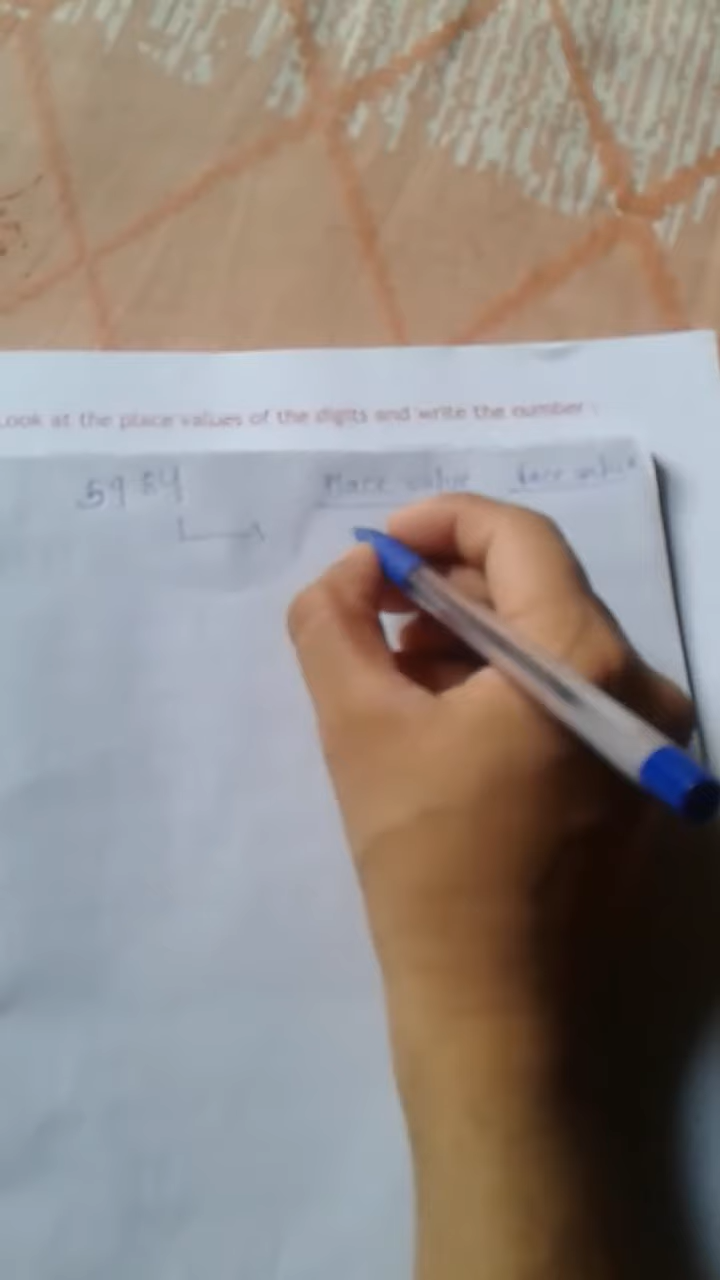 Look at the place values of the digits and write the number :
5984 Place value face value